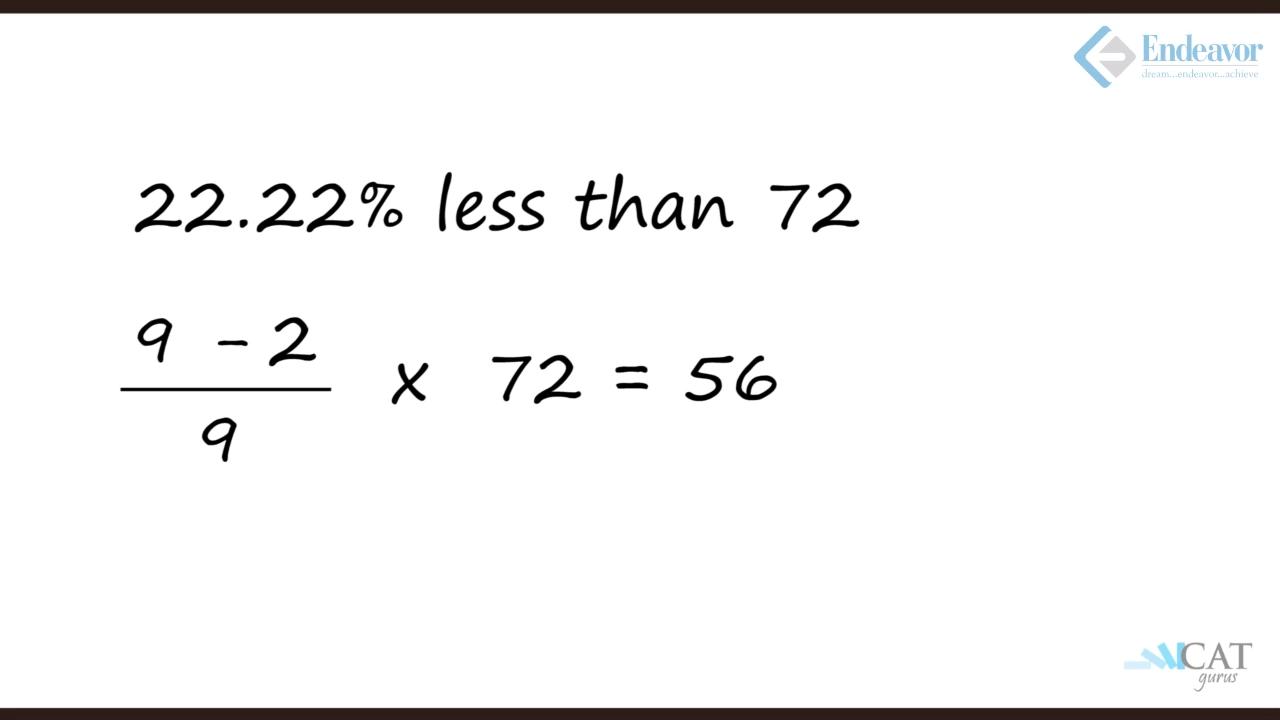 Endeavor
dream...endeavor...achieve
22.22% less than 72
9 - 2
x 72 = 56
9
CAT
gurus